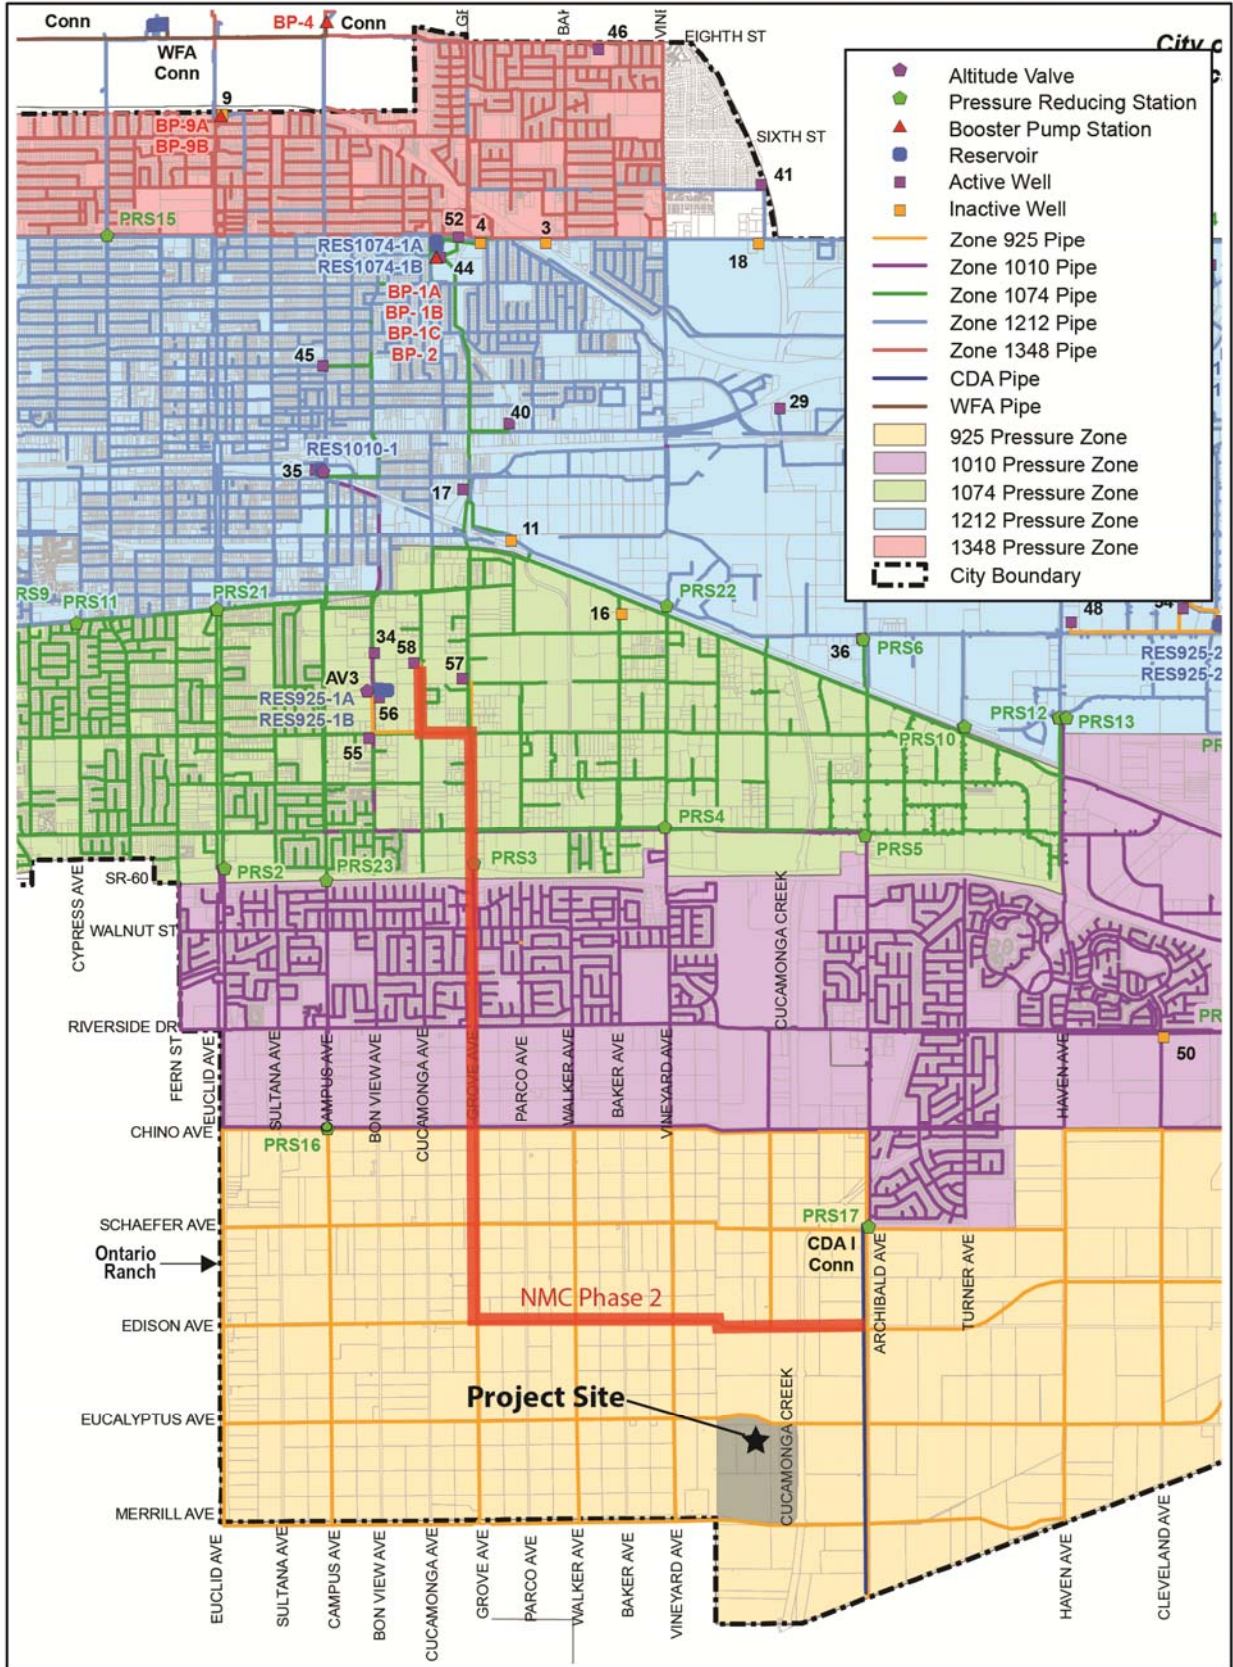 Conn
BP-4
Conn
WFA
Conn
46
EIGHTH ST
City
9
BP-9A
BP-9B
SIXTH ST
41
PRS15
52
4
3
18
RES1074-1A
RES1074-1B
44
BP-1A
BP- 1B
BP-1C
BP- 2
45
40
29
RES1010-1
35
17
11
Altitude Valve
Pressure Reducing Station
Booster Pump Station
Reservoir
Active Well
Inactive Well
Zone 925 Pipe
Zone 1010 Pipe
Zone 1074 Pipe
Zone 1212 Pipe
Zone 1348 Pipe
CDA Pipe
WFA Pipe
925 Pressure Zone
1010 Pressure Zone
1074 Pressure Zone
1212 Pressure Zone
1348 Pressure Zone
City Boundary
RS9
PRS11
PRS21
16
PRS22
48
34
58
57
36
PRS6
RES925-2
RES925-2
AV3
RES925-1A
RES925-1B
56
55
PRS10
PRS12
PRS13
PR
PRS4
PRS5
PRS2
PRS23
PRS3
SR-60
CYPRESS AVE
WALNUT ST
CUCAMONGA CREEK
RIVERSIDE DR
PR
50
FERN ST
EUCLID AVE
SULTANA AVE
CAMPUS AVE
BON VIEW AVE
CUCAMONGA AVE
GROVE AVE
PARCO AVE
WALKER AVE
BAKER AVE
VINEYARD AVE
HAVEN AVE
CHINO AVE
PRS16
SCHAEFER AVE
PRS17
CDA I
Conn
Ontario
Ranch
ARCHIBALD AVE
TURNER AVE
NMC Phase 2
EDISON AVE
Project Site
CUCAMONGA CREEK
EUCALYPTUS AVE
MERRILL AVE
EUCLID AVE
SULTANA AVE
CAMPUS AVE
BON VIEW AVE
CUCAMONGA AVE
GROVE AVE
PARCO AVE
WALKER AVE
BAKER AVE
VINEYARD AVE
HAVEN AVE
CLEVELAND AVE